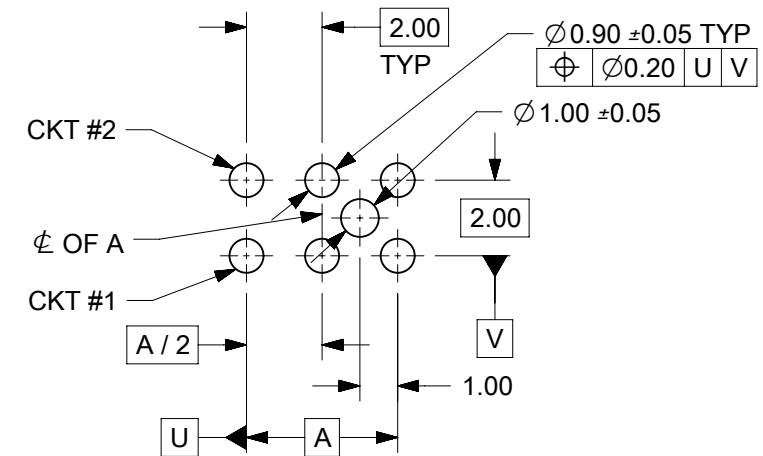 2.00
TYP
∅0.90 ±0.05 TYP
⌖ ∅0.20 U V
∅1.00 ±0.05
CKT #2
2.00
℄ OF A
CKT #1
A / 2
V
1.00
U
A